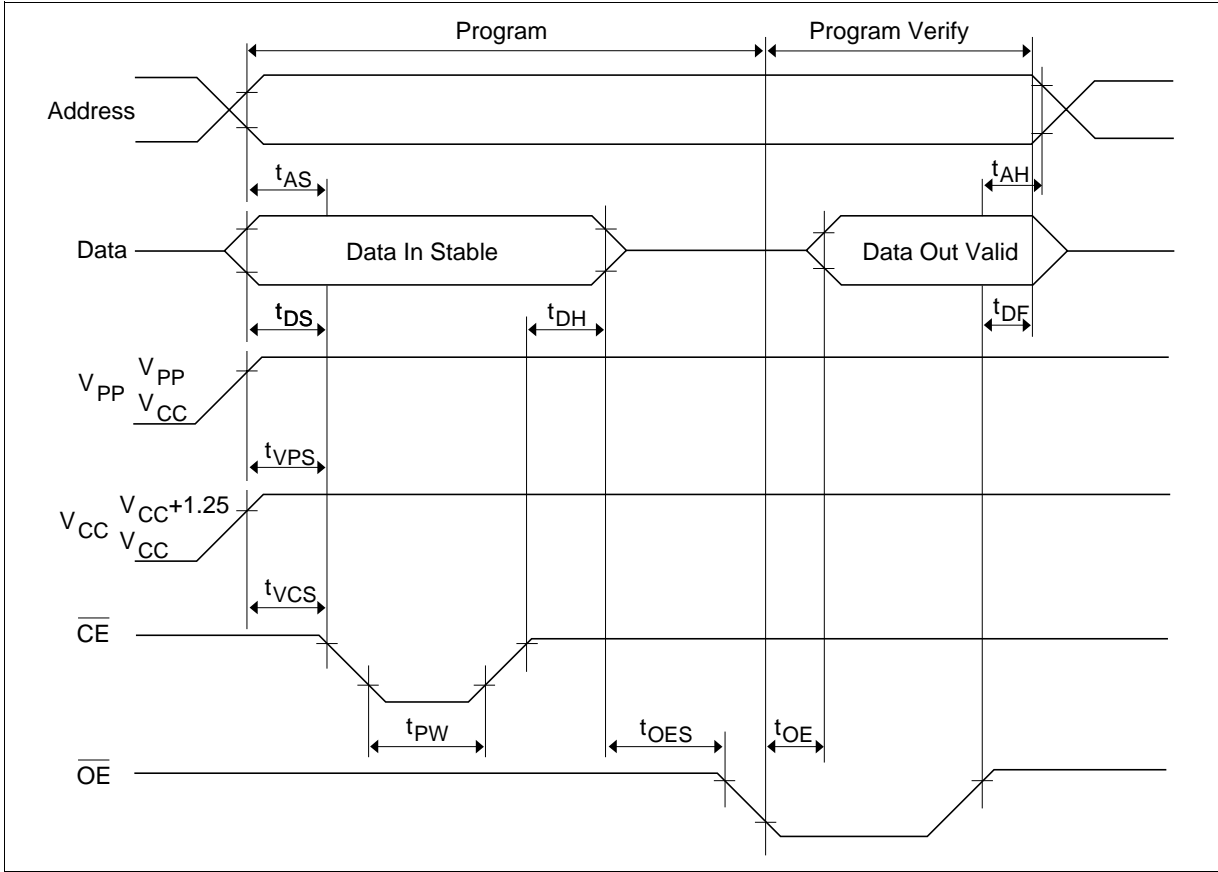 Program Program Verify
Address
tAS tAH
Data Data In Stable Data Out Valid
tDS tDH tDF
VPP VPP
VCC
tVPS
VCC VCC+1.25
VCC
tVCS
CE
tPW tOES tOE
OE